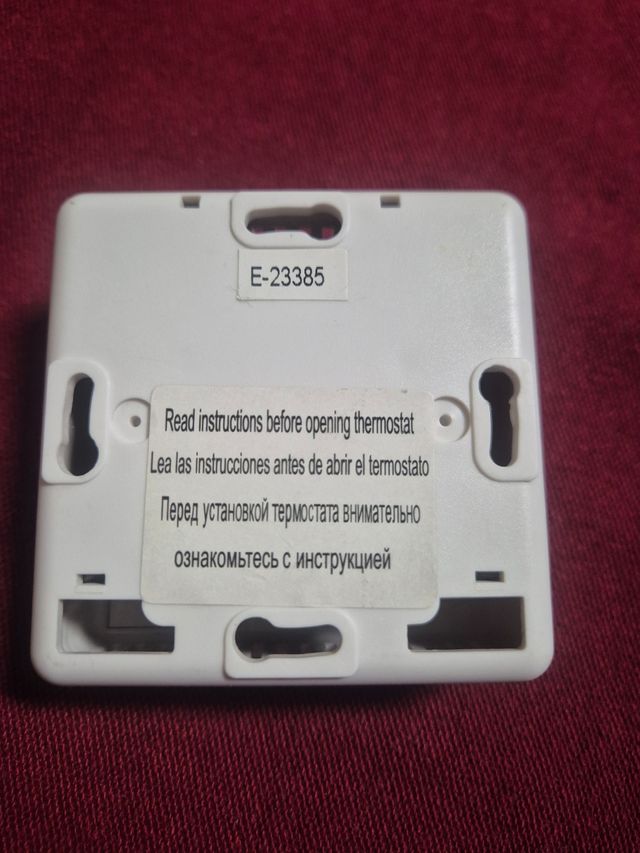 E-23385
Read instructions before opening thermostat
Lea las instrucciones antes de abrir el termostato
Перед установкой термостата внимательно
ознакомьтесь с инструкцией